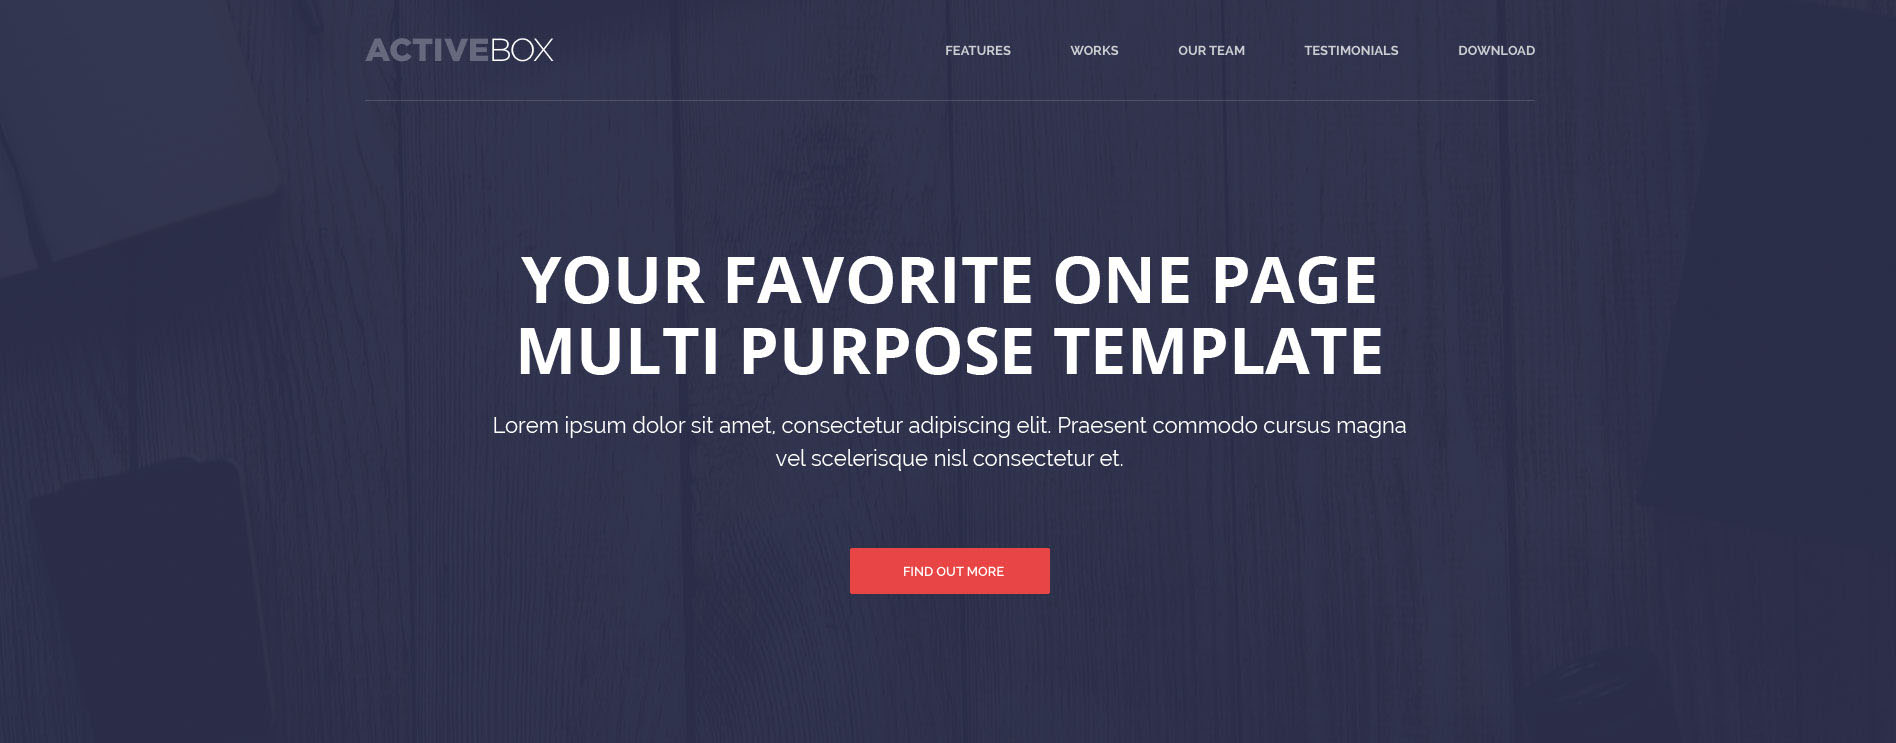 ACTIVEBOX
FEATURES WORKS OUR TEAM TESTIMONIALS DOWNLOAD
YOUR FAVORITE ONE PAGE
MULTI PURPOSE TEMPLATE
Lorem ipsum dolor sit amet, consectetur adipiscing elit. Praesent commodo cursus magna
vel scelerisque nisl consectetur et.
FIND OUT MORE